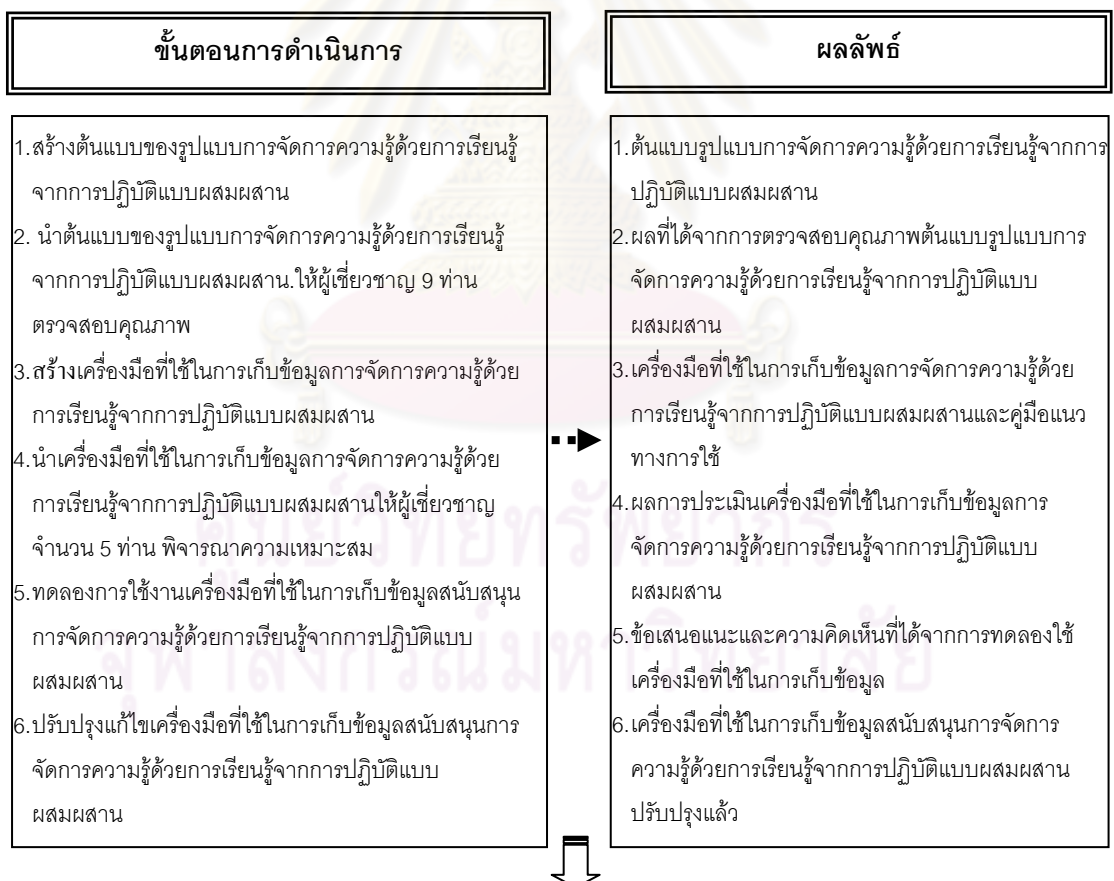 ขั้นตอนการดำเนินการ
ผลลัพธ์
1.สร้างต้นแบบของรูปแบบการจัดการความรู้ด้วยการเรียนรู้
จากการปฏิบัติแบบผสมผสาน
2. นำต้นแบบของรูปแบบการจัดการความรู้ด้วยการเรียนรู้
จากการปฏิบัติแบบผสมผสาน.ให้ผู้เชี่ยวชาญ 9 ท่าน
ตรวจสอบคุณภาพ
3.สร้างเครื่องมือที่ใช้ในการเก็บข้อมูลการจัดการความรู้ด้วย
การเรียนรู้จากการปฏิบัติแบบผสมผสาน
4.นำเครื่องมือที่ใช้ในการเก็บข้อมูลการจัดการความรู้ด้วย
การเรียนรู้จากการปฏิบัติแบบผสมผสานให้ผู้เชี่ยวชาญ
จำนวน 5 ท่าน พิจารณาความเหมาะสม
5.ทดลองการใช้งานเครื่องมือที่ใช้ในการเก็บข้อมูลสนับสนุน
การจัดการความรู้ด้วยการเรียนรู้จากการปฏิบัติแบบ
ผสมผสาน
6.ปรับปรุงแก้ไขเครื่องมือที่ใช้ในการเก็บข้อมูลสนับสนุนการ
จัดการความรู้ด้วยการเรียนรู้จากการปฏิบัติแบบ
ผสมผสาน
1.ต้นแบบรูปแบบการจัดการความรู้ด้วยการเรียนรู้จากการ
ปฏิบัติแบบผสมผสาน
2.ผลที่ได้จากการตรวจสอบคุณภาพต้นแบบรูปแบบการ
จัดการความรู้ด้วยการเรียนรู้จากการปฏิบัติแบบ
ผสมผสาน
3.เครื่องมือที่ใช้ในการเก็บข้อมูลการจัดการความรู้ด้วย
การเรียนรู้จากการปฏิบัติแบบผสมผสานและคู่มือแนว
ทางการใช้
4.ผลการประเมินเครื่องมือที่ใช้ในการเก็บข้อมูลการ
จัดการความรู้ด้วยการเรียนรู้จากการปฏิบัติแบบ
ผสมผสาน
5.ข้อเสนอแนะและความคิดเห็นที่ได้จากการทดลองใช้
เครื่องมือที่ใช้ในการเก็บข้อมูล
6.เครื่องมือที่ใช้ในการเก็บข้อมูลสนับสนุนการจัดการ
ความรู้ด้วยการเรียนรู้จากการปฏิบัติแบบผสมผสาน
ปรับปรุงแล้ว
ศูนย์วิทยทรัพยากร
จุฬาลงกรณ์มหาวิทยาลัย